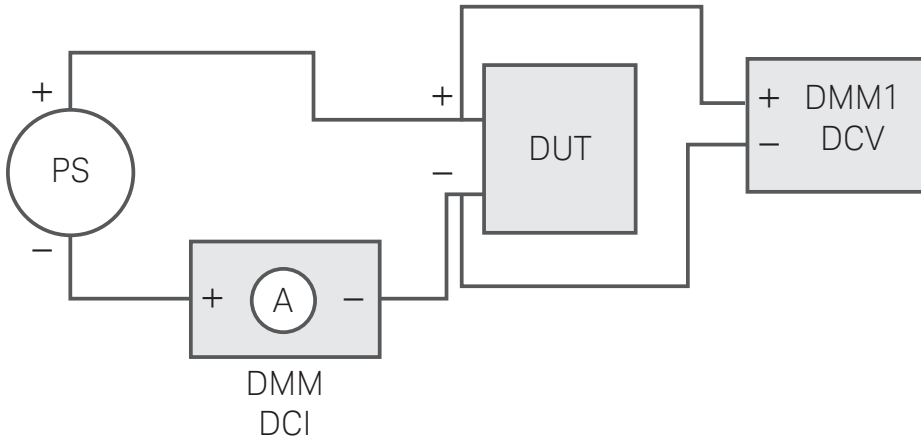 +
PS
−
+
DUT
−
+ DMM1
− DCV
+ A −
DMM
DCI